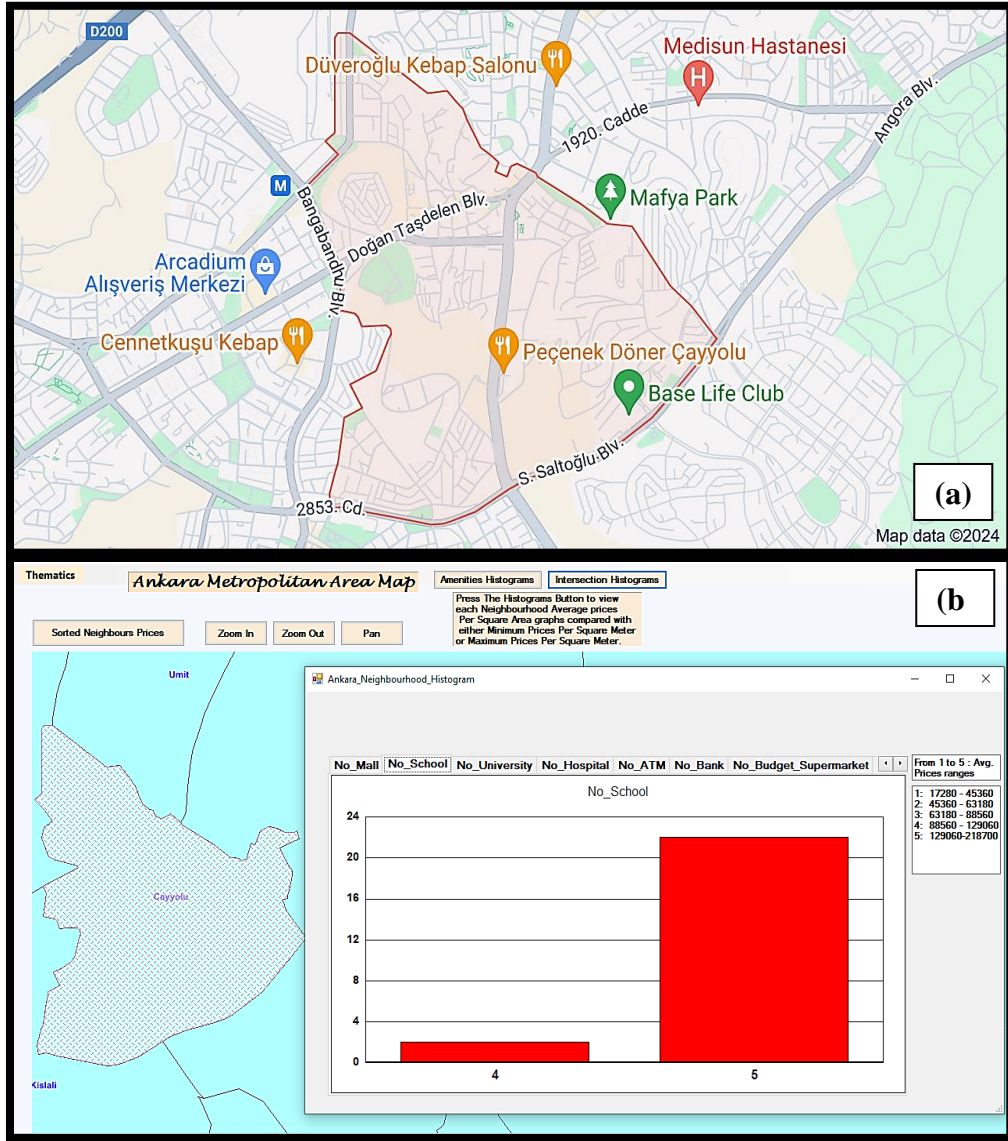 D200
Medisun Hastanesi
Düveroğlu Kebap Salonu
H
1920. Cadde
Angora Blv.
M
Bangabandhu Blv.
Mafya Park
Doğan Taşdelen Blv.
Arcadium
Alışveriş Merkezi
Cennetkuşu Kebap
Peçenek Döner Çayyolu
Base Life Club
S. Saltoğlu Blv.
2853. Cd.
(a)
Map data ©2024
Thematics
Ankara Metropolitan Area Map
Amenities Histograms
Intersection Histograms
(b
Press The Histograms Button to view
each Neighbourhood Average prices
Per Square Area graphs compared with
either Minimum Prices Per Square Meter
or Maximum Prices Per Square Meter.
Sorted Neighbours Prices
Zoom In
Zoom Out
Pan
Umit
Cayyolu
Kislali
Ankara_Neighbourhood_Histogram
No_Mall No_School No_University No_Hospital No_ATM No_Bank No_Budget_Supermarket
From 1 to 5 : Avg.
Prices ranges
1: 17280 - 45360
2: 45360 - 63180
3: 63180 - 88560
4: 88560 - 129060
5: 129060-218700
No_School
24
20
16
12
8
4
0
4
5